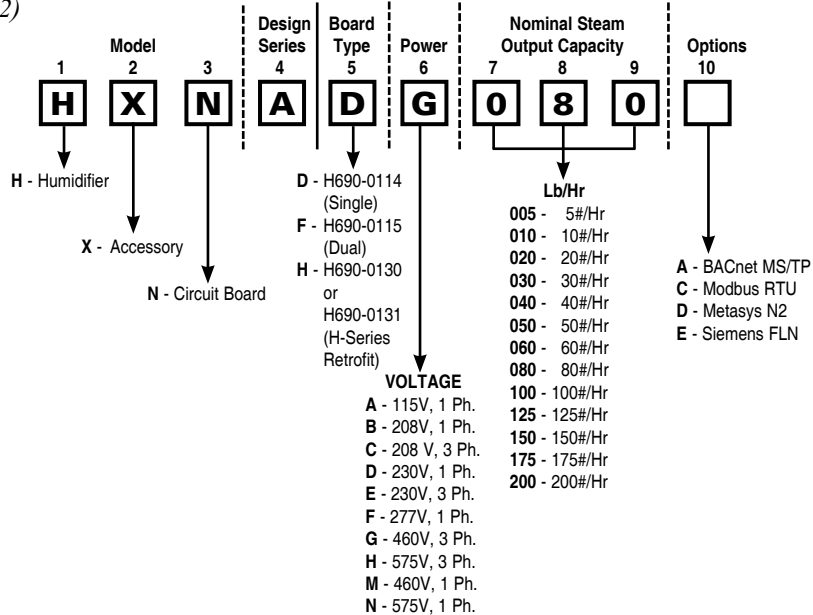 2)
Model
Design Series
Board Type
Power
Nominal Steam Output Capacity
Options
1 2 3 4 5 6 7 8 9 10
H X N A D G 0 8 0
H - Humidifier
X - Accessory
N - Circuit Board
D - H690-0114
(Single)
F - H690-0115
(Dual)
H - H690-0130
or
H690-0131
(H-Series
Retrofit)
VOLTAGE
A - 115V, 1 Ph.
B - 208V, 1 Ph.
C - 208 V, 3 Ph.
D - 230V, 1 Ph.
E - 230V, 3 Ph.
F - 277V, 1 Ph.
G - 460V, 3 Ph.
H - 575V, 3 Ph.
M - 460V, 1 Ph.
N - 575V, 1 Ph.
Lb/Hr
005 - 5#/Hr
010 - 10#/Hr
020 - 20#/Hr
030 - 30#/Hr
040 - 40#/Hr
050 - 50#/Hr
060 - 60#/Hr
080 - 80#/Hr
100 - 100#/Hr
125 - 125#/Hr
150 - 150#/Hr
175 - 175#/Hr
200 - 200#/Hr
A - BACnet MS/TP
C - Modbus RTU
D - Metasys N2
E - Siemens FLN